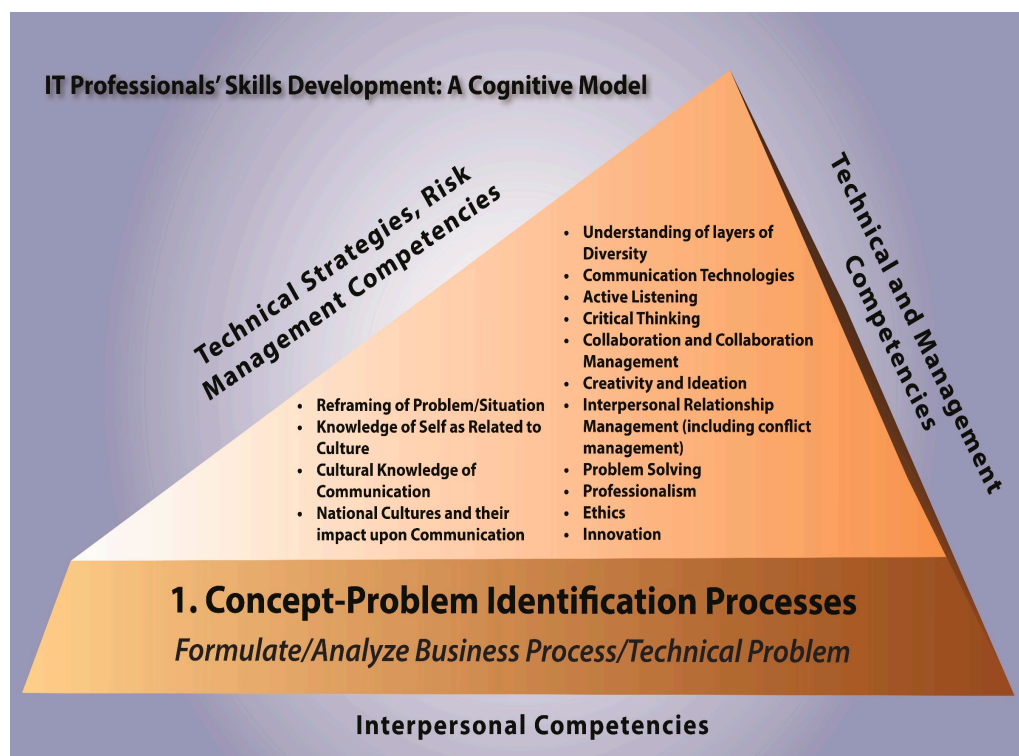 IT Professionals' Skills Development: A Cognitive Model
Technical Strategies, Risk
Management Competencies
Technical and Management
Competencies
• Reframing of Problem/Situation
• Knowledge of Self as Related to
Culture
• Cultural Knowledge of
Communication
• National Cultures and their
impact upon Communication
• Understanding of layers of
Diversity
• Communication Technologies
• Active Listening
• Critical Thinking
• Collaboration and Collaboration
Management
• Creativity and Ideation
• Interpersonal Relationship
Management (including conflict
management)
• Problem Solving
• Professionalism
• Ethics
• Innovation
1. Concept-Problem Identification Processes
Formulate/Analyze Business Process/Technical Problem
Interpersonal Competencies